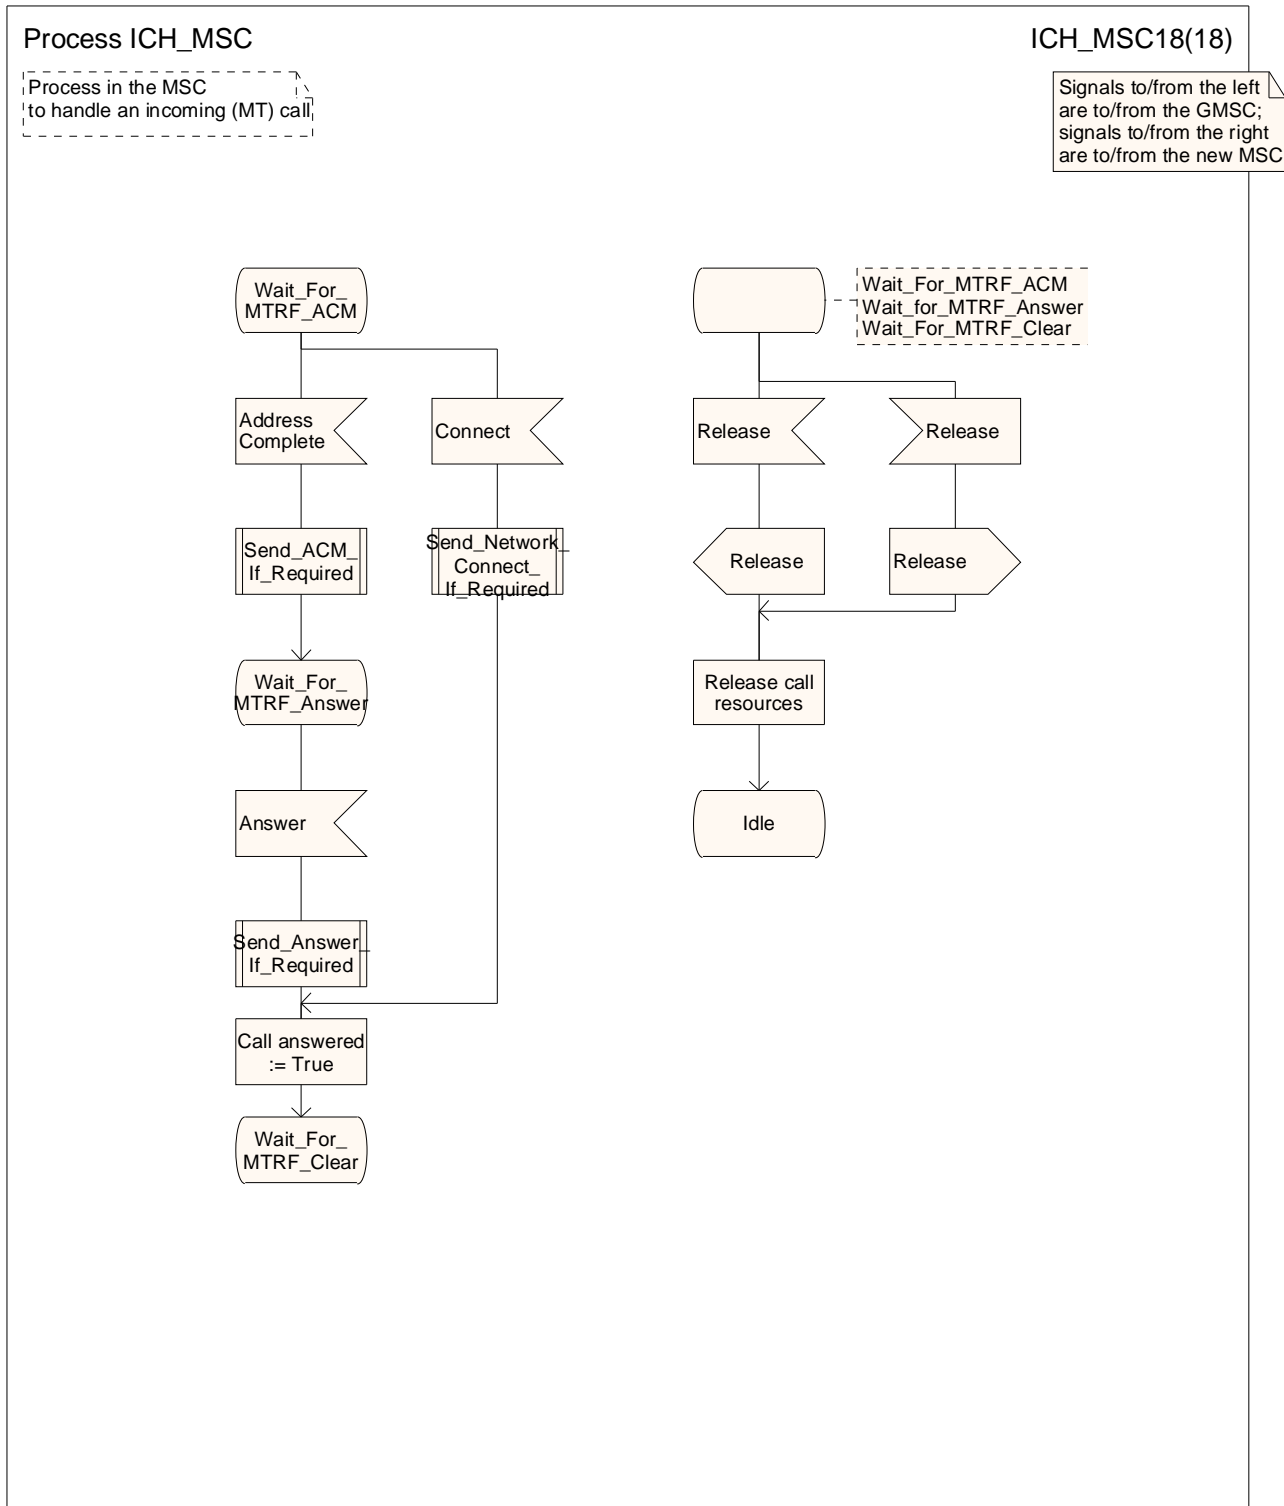 Process ICH_MSC
ICH_MSC18(18)
Process in the MSC
to handle an incoming (MT) call
Signals to/from the left
are to/from the GMSC;
signals to/from the right
are to/from the new MSC
Wait_For_
MTRF_ACM
Address
Complete
Connect
Send_ACM_
If_Required
Send_Network_
Connect_
If_Required
Wait_For_
MTRF_Answer
Answer
Send_Answer_
If_Required
Call answered
:= True
Wait_For_
MTRF_Clear
Wait_For_MTRF_ACM
Wait_for_MTRF_Answer
Wait_For_MTRF_Clear
Release
Release
Release
Release
Release call
resources
Idle